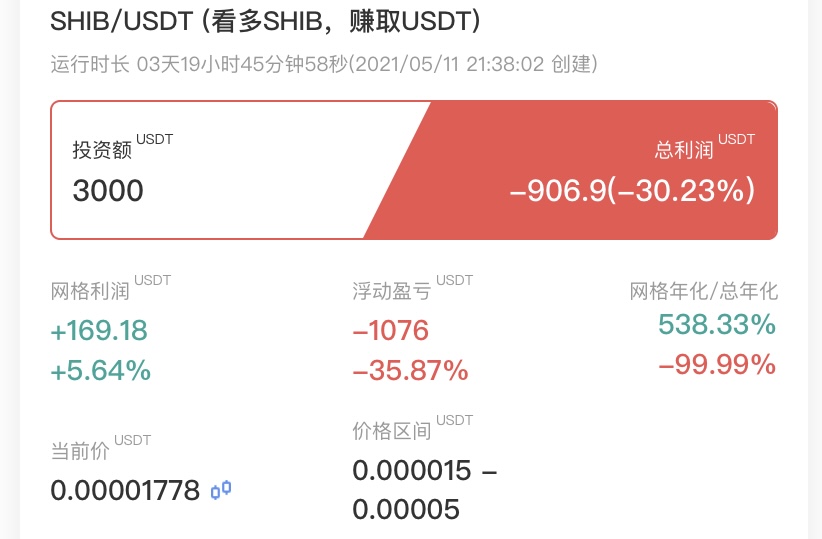 SHIB/USDT (看多SHIB，赚取USDT)
运行时长 03天19小时45分钟58秒(2021/05/11 21:38:02 创建)
投资额 USDT
3000
总利润 USDT
-906.9(-30.23%)
网格利润 USDT
+169.18
+5.64%
浮动盈亏 USDT
-1076
-35.87%
网格年化/总年化
538.33%
-99.99%
当前价 USDT
0.00001778
价格区间 USDT
0.000015 –
0.00005